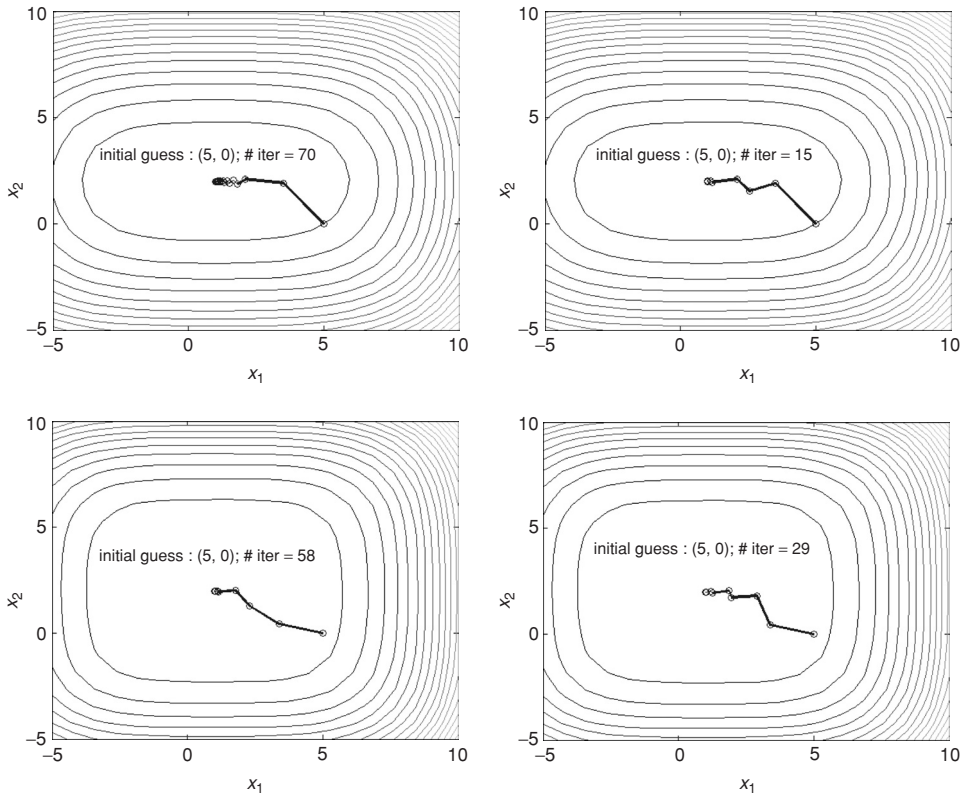 10
5
0
−5
x2
initial guess : (5, 0); # iter = 70
−5 0 5 10
x1
10
5
0
−5
x2
initial guess : (5, 0); # iter = 15
−5 0 5 10
x1
10
5
0
−5
x2
initial guess : (5, 0); # iter = 58
−5 0 5 10
x1
10
5
0
−5
x2
initial guess : (5, 0); # iter = 29
−5 0 5 10
x1